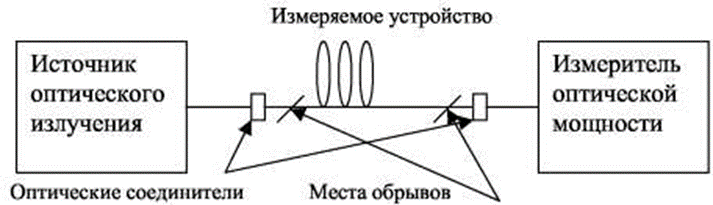 Измеряемое устройство
Источник
оптического
излучения
Измеритель
оптической
мощности
Оптические соединители
Места обрывов